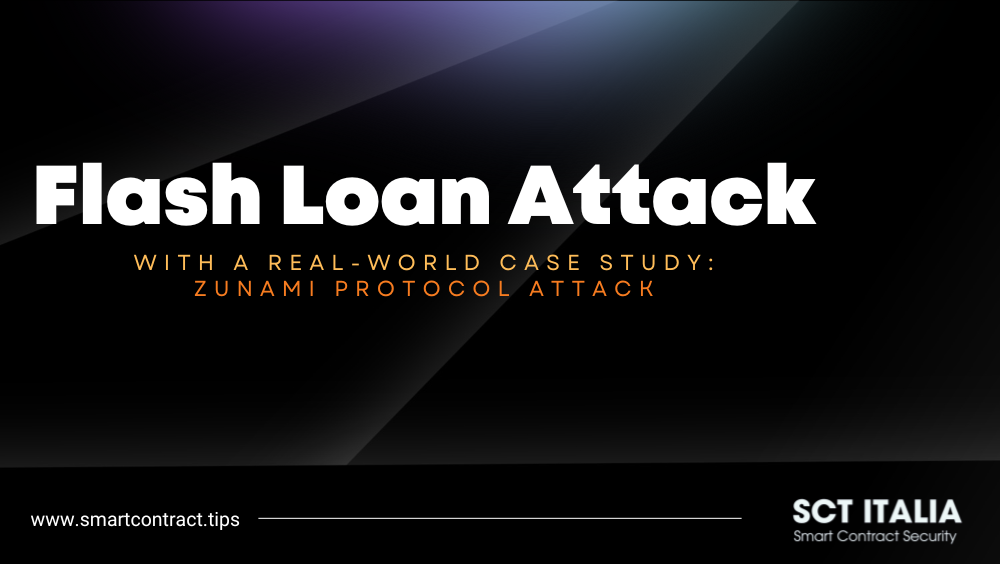 Flash Loan Attack
WITH A REAL-WORLD CASE STUDY:
ZUNAMI PROTOCOL ATTACK
www.smartcontract.tips
SCT ITALIA
Smart Contract Security